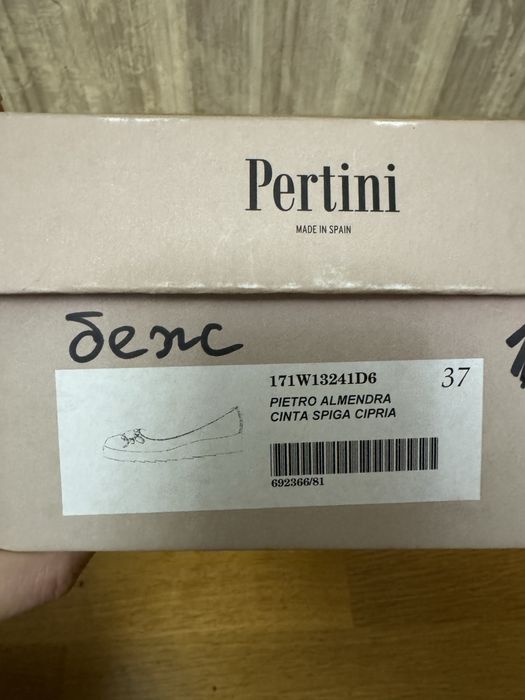 Pertini
MADE IN SPAIN
беж
171W13241D6 37
PIETRO ALMENDRA
CINTA SPIGA CIPRIA
692366/81